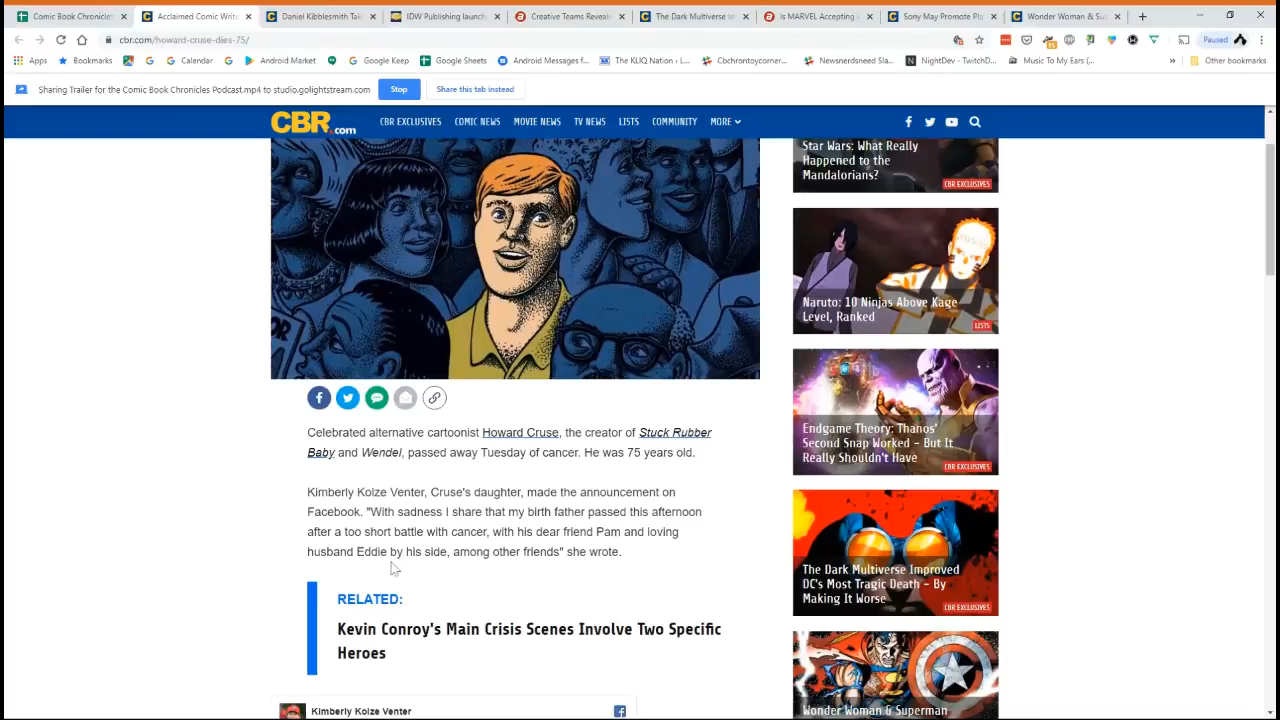 Comic Book Chronicles
Acclaimed Comic Write
Daniel Kibblesmith Tak
IDW Publishing launch
Creative Teams Reveale
The Dark Multiverse In
Is MARVEL Accepting
Sony May Promote Pl
Wonder Woman & Su
cbr.com/howard-cruse-dies-75/
Paused
Apps
Bookmarks
Calendar
Android Market
Google Keep
Google Sheets
Android Messages f...
The KLIQ Nation › L...
Cochrontoycorner...
Newsnerdsneed Sla...
NightDev - TwitchD...
Music To My Ears (...
»
Other bookmarks
Sharing Trailer for the Comic Book Chronicles Podcast.mp4 to studio.golightstream.com
Stop
Share this tab instead
CBR.com
CBR EXCLUSIVES
COMIC NEWS
MOVIE NEWS
TV NEWS
LISTS
COMMUNITY
MORE
Celebrated alternative cartoonist Howard Cruse, the creator of Stuck Rubber
Baby and Wendel, passed away Tuesday of cancer. He was 75 years old.
Kimberly Kolze Venter, Cruse's daughter, made the announcement on
Facebook. "With sadness I share that my birth father passed this afternoon
after a too short battle with cancer, with his dear friend Pam and loving
husband Eddie by his side, among other friends" she wrote.
RELATED:
Kevin Conroy's Main Crisis Scenes Involve Two Specific
Heroes
Kimberly Kolze Venter
Star Wars: What Really
Happened to the
Mandalorians?
CBR EXCLUSIVES
Naruto: 10 Ninjas Above Kage
Level, Ranked
LISTS
Endgame Theory: Thanos'
Second Snap Worked – But It
Really Shouldn't Have
CBR EXCLUSIVES
The Dark Multiverse Improved
DC's Most Tragic Death – By
Making It Worse
CBR EXCLUSIVES
Wonder Woman & Superman